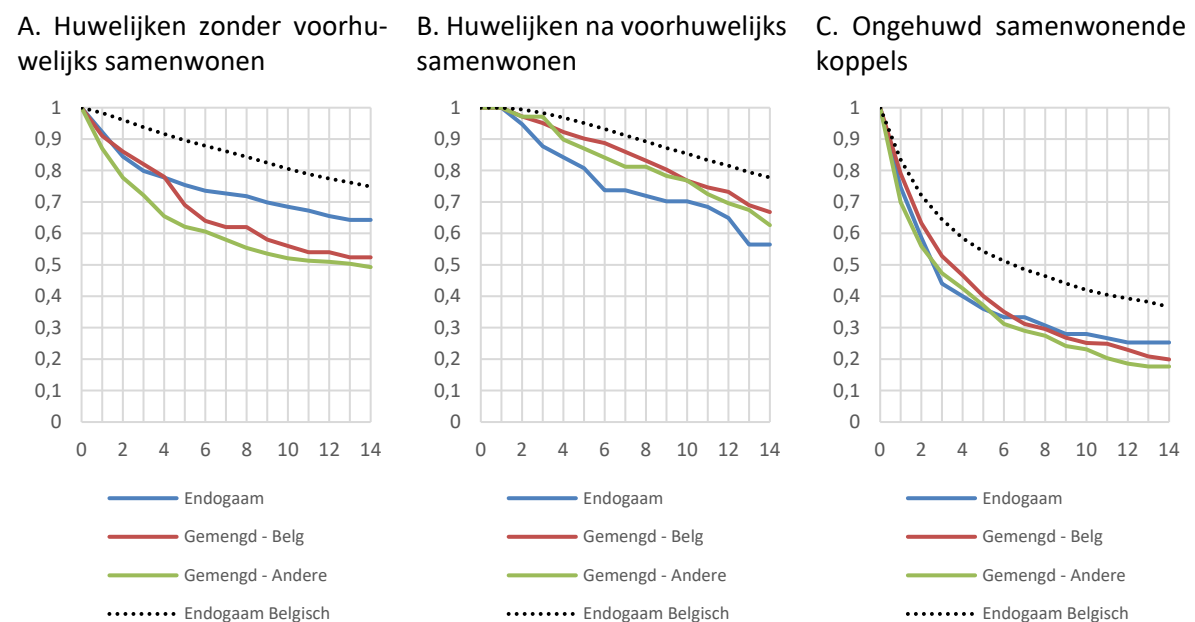 A. Huwelijken zonder voorhu-
welijks samenwonen
1
0,9
0,8
0,7
0,6
0,5
0,4
0,3
0,2
0,1
0
0 2 4 6 8 10 12 14
Endogaam
Gemengd - Belg
Gemengd - Andere
Endogaam Belgisch
B. Huwelijken na voorhuwelijks
samenwonen
1
0,9
0,8
0,7
0,6
0,5
0,4
0,3
0,2
0,1
0
0 2 4 6 8 10 12 14
Endogaam
Gemengd - Belg
Gemengd - Andere
Endogaam Belgisch
C. Ongehuwd samenwonende
koppels
1
0,9
0,8
0,7
0,6
0,5
0,4
0,3
0,2
0,1
0
0 2 4 6 8 10 12 14
Endogaam
Gemengd - Belg
Gemengd - Andere
Endogaam Belgisch